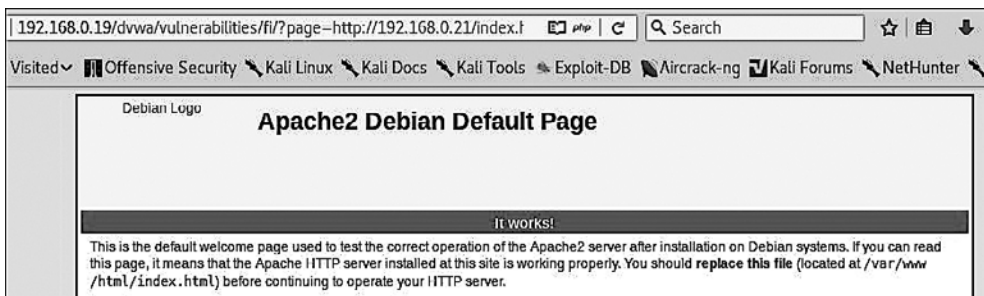 192.168.0.19/dvwa/vulnerabilities/fi/?page=http://192.168.0.21/index.h php Search
Visited Offensive Security Kali Linux Kali Docs Kali Tools Exploit-DB Aircrack-ng Kali Forums NetHunter
Debian Logo
Apache2 Debian Default Page
It works!
This is the default welcome page used to test the correct operation of the Apache2 server after installation on Debian systems. If you can read
this page, it means that the Apache HTTP server installed at this site is working properly. You should replace this file (located at /var/www
/html/index.html) before continuing to operate your HTTP server.